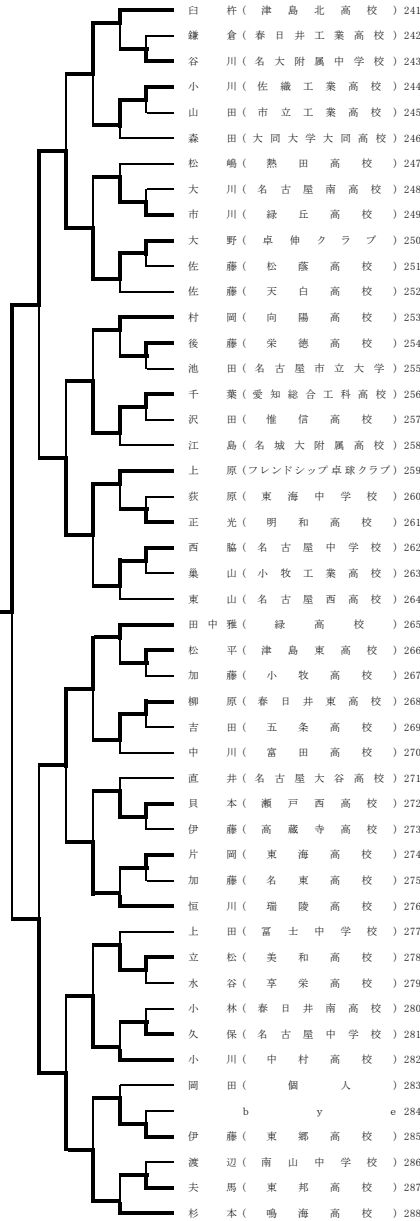 臼杵(津島北高校)241
鎌倉(春日井工業高校)242
谷川(名大附属中学校)243
小川(佐織工業高校)244
山田(市立工業高校)245
森田(大同大学大同高校)246
松嶋(熱田高校)247
大川(名古屋南高校)248
市川(緑丘高校)249
大野(卓伸クラブ)250
佐藤(松蔭高校)251
佐藤(天白高校)252
村岡(向陽高校)253
後藤(栄徳高校)254
池田(名古屋市立大学)255
千葉(愛知総合工科高校)256
沢田(惟信高校)257
江島(名城大附属高校)258
上原(フレンドシップ卓球クラブ)259
荻原(東海中学校)260
正光(明和高校)261
西脇(名古屋中学校)262
巣山(小牧工業高校)263
東山(名古屋西高校)264
田中雅(緑高校)265
松平(津島東高校)266
加藤(小牧高校)267
柳原(春日井東高校)268
吉田(五条高校)269
中川(富田高校)270
直井(名古屋大谷高校)271
貝本(瀬戸西高校)272
伊藤(高蔵寺高校)273
片岡(東海高校)274
加藤(名東高校)275
恒川(瑞陵高校)276
上田(冨士中学校)277
立松(美和高校)278
水谷(享栄高校)279
小林(春日井南高校)280
久保(名古屋中学校)281
小川(中村高校)282
岡田(個人)283
bye 284
伊藤(東郷高校)285
渡辺(南山中学校)286
夫馬(東邦高校)287
杉本(鳴海高校)288